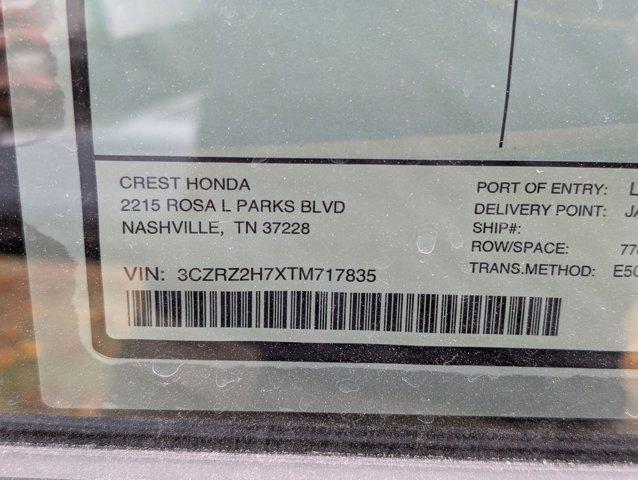 CREST HONDA
2215 ROSA L PARKS BLVD
NASHVILLE, TN 37228
VIN: 3CZRZ2H7XTM717835
PORT OF ENTRY:
DELIVERY POINT:
SHIP#:
ROW/SPACE:
TRANS.METHOD: